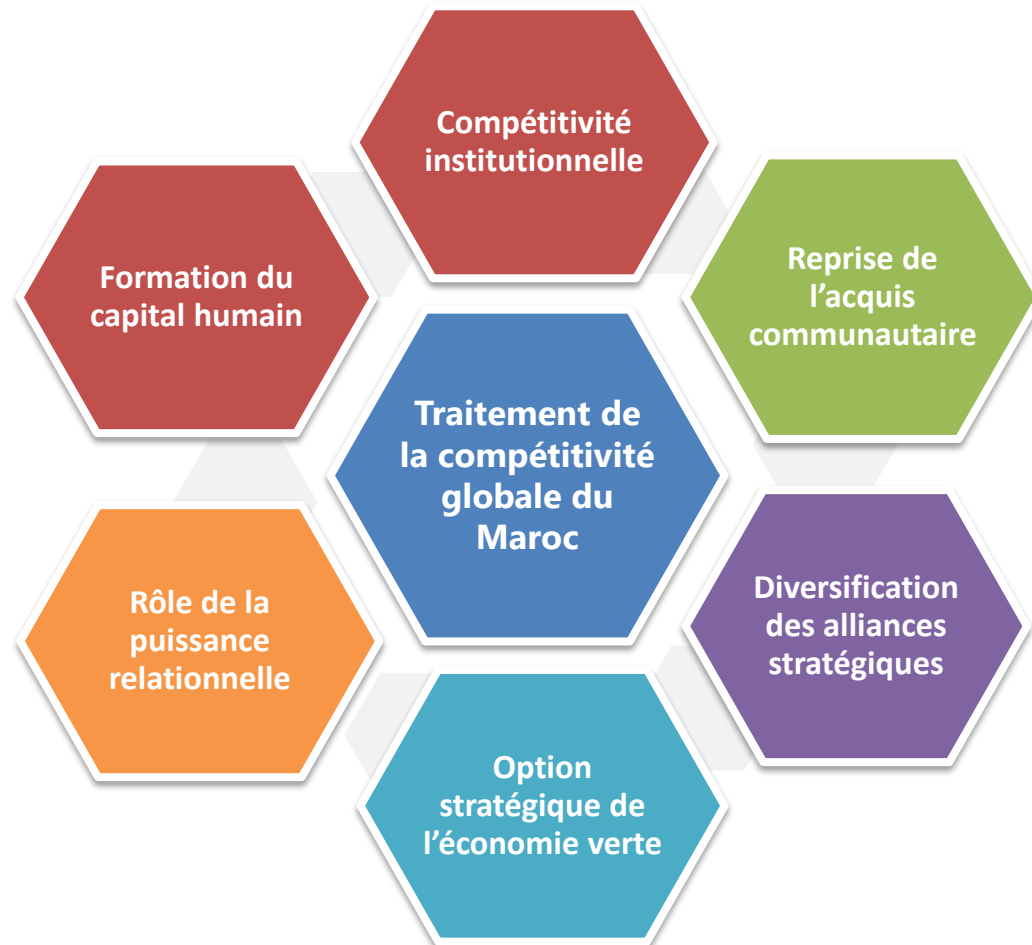 Compétitivité
institutionnelle
Reprise de
l’acquis
communautaire
Diversification
des alliances
stratégiques
Option
stratégique de
l’économie verte
Rôle de la
puissance
relationnelle
Formation du
capital humain
Traitement de
la compétitivité
globale du
Maroc